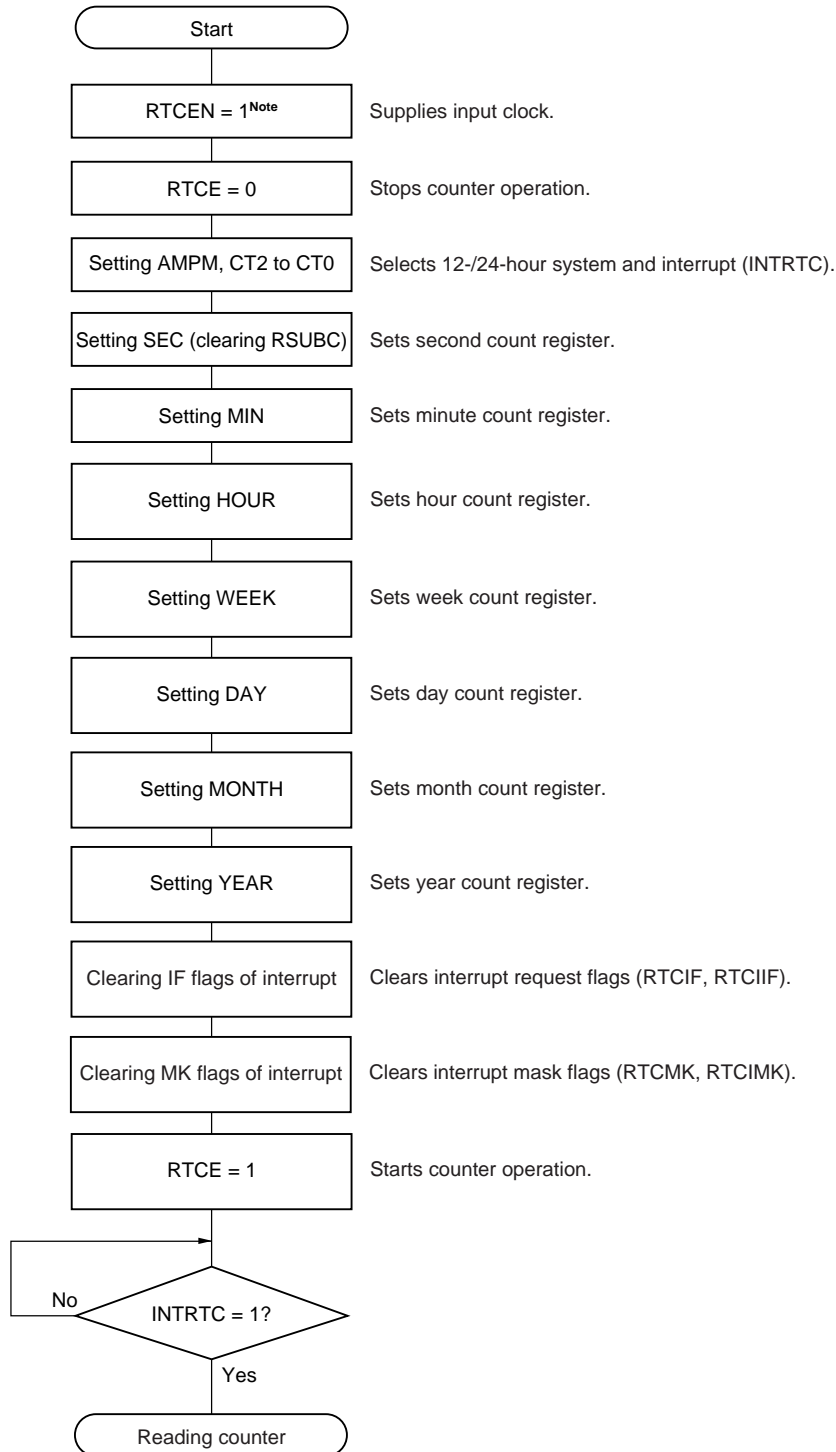 Start
RTCEN = 1Note Supplies input clock.
RTCE = 0 Stops counter operation.
Setting AMPM, CT2 to CT0 Selects 12-/24-hour system and interrupt (INTRTC).
Setting SEC (clearing RSUBC) Sets second count register.
Setting MIN Sets minute count register.
Setting HOUR Sets hour count register.
Setting WEEK Sets week count register.
Setting DAY Sets day count register.
Setting MONTH Sets month count register.
Setting YEAR Sets year count register.
Clearing IF flags of interrupt Clears interrupt request flags (RTCIF, RTCIIF).
Clearing MK flags of interrupt Clears interrupt mask flags (RTCMK, RTCIMK).
RTCE = 1 Starts counter operation.
No
INTRTC = 1?
Yes
Reading counter